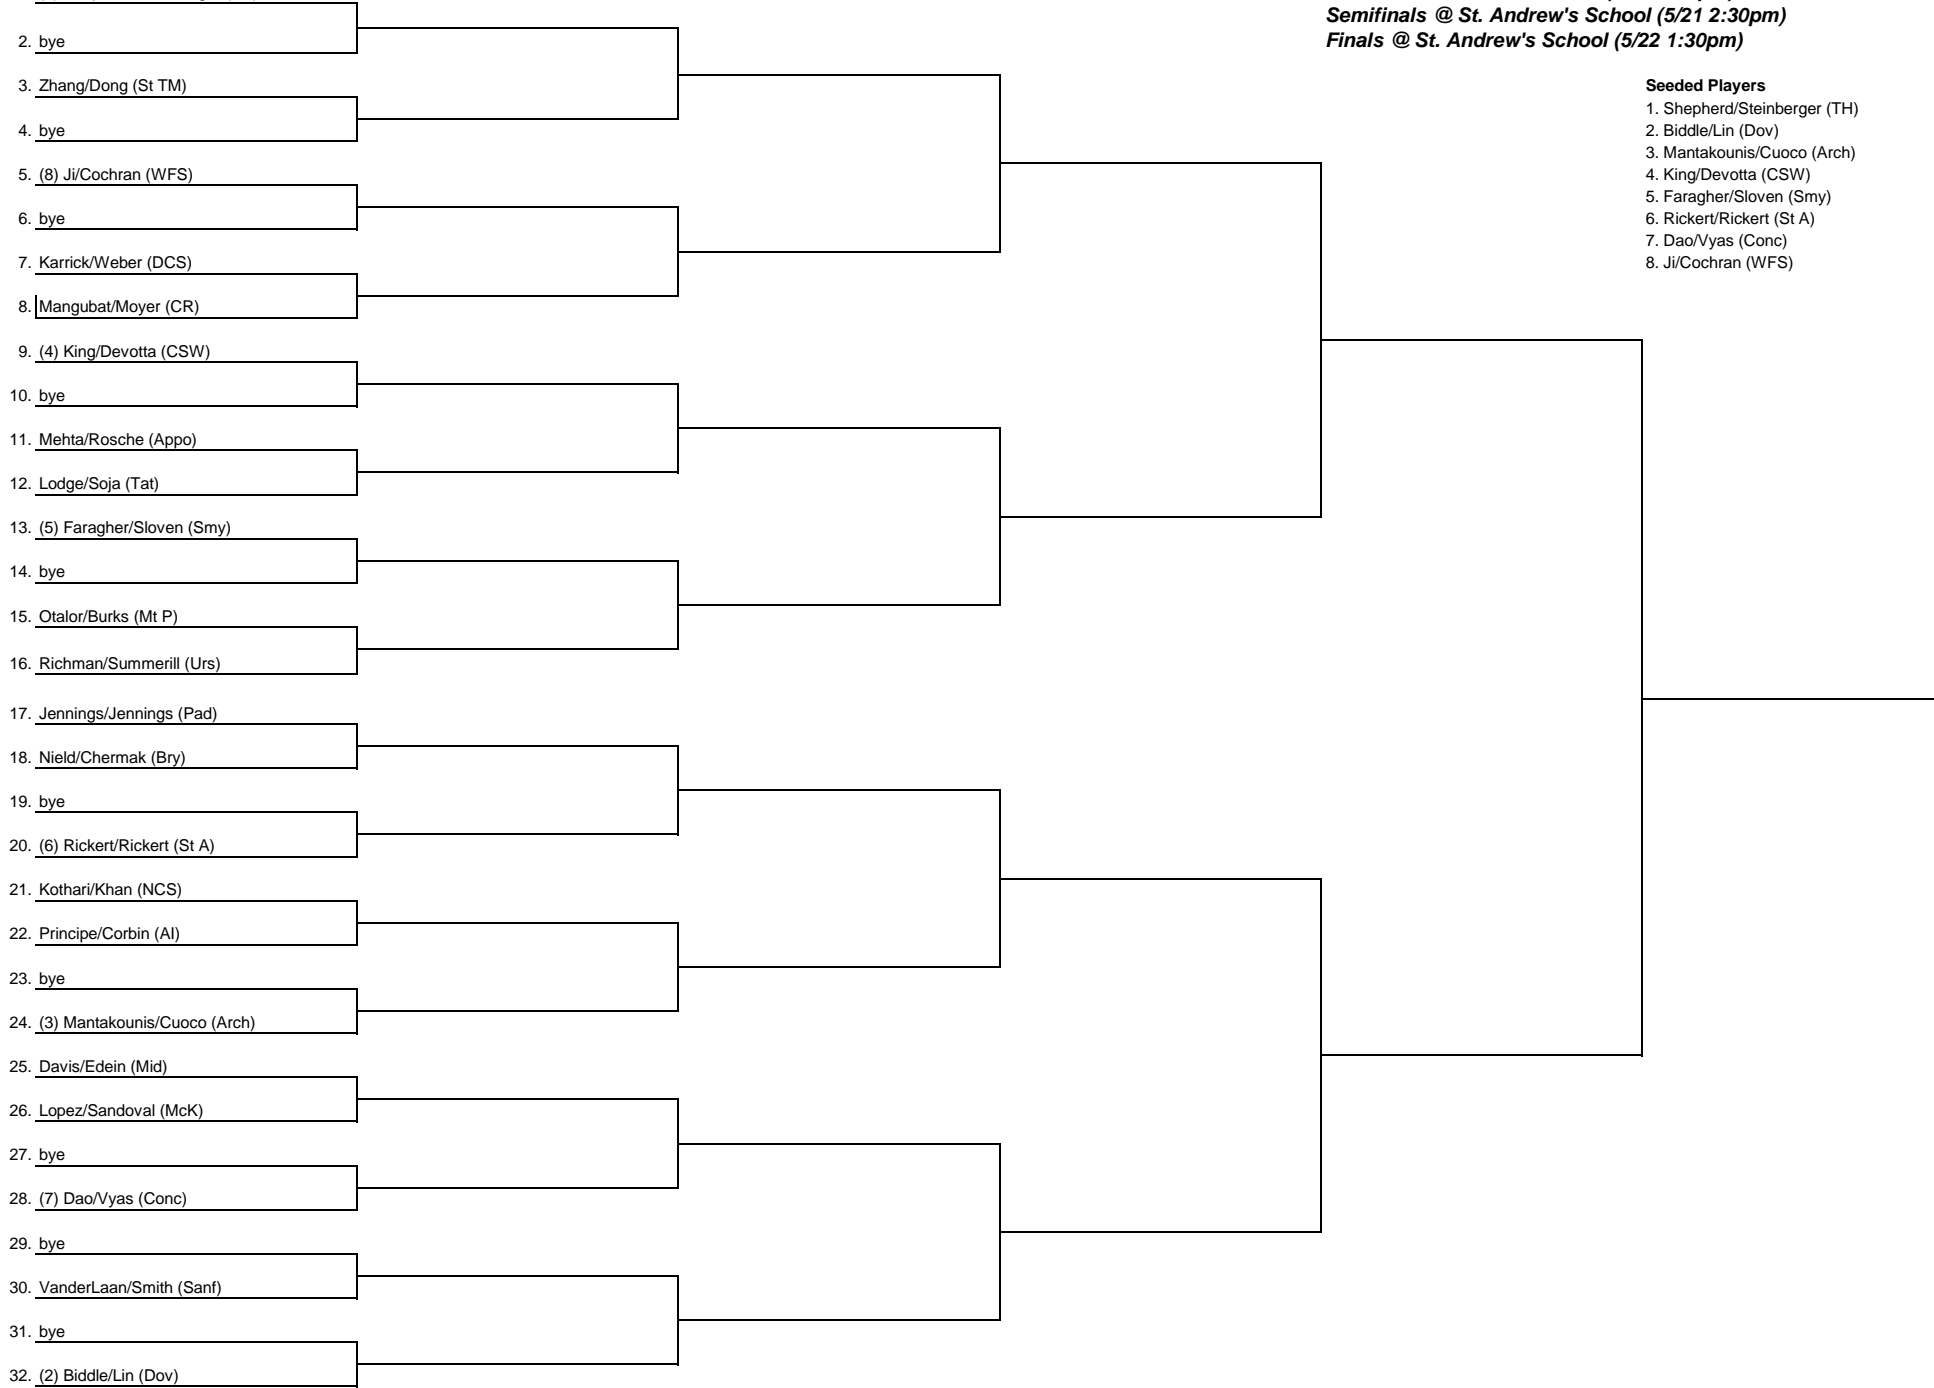 Semifinals @ St. Andrew's School (5/21 2:30pm)
Finals @ St. Andrew's School (5/22 1:30pm)
Seeded Players
1. Shepherd/Steinberger (TH)
2. Biddle/Lin (Dov)
3. Mantakounis/Cuoco (Arch)
4. King/Devotta (CSW)
5. Faragher/Sloven (Smy)
6. Rickert/Rickert (St A)
7. Dao/Vyas (Conc)
8. Ji/Cochran (WFS)
2. bye
3. Zhang/Dong (St TM)
4. bye
5. (8) Ji/Cochran (WFS)
6. bye
7. Karrick/Weber (DCS)
8. Mangubat/Moyer (CR)
9. (4) King/Devotta (CSW)
10. bye
11. Mehta/Rosche (Appo)
12. Lodge/Soja (Tat)
13. (5) Faragher/Sloven (Smy)
14. bye
15. Otalor/Burks (Mt P)
16. Richman/Summerill (Urs)
17. Jennings/Jennings (Pad)
18. Nield/Chermak (Bry)
19. bye
20. (6) Rickert/Rickert (St A)
21. Kothari/Khan (NCS)
22. Principe/Corbin (AI)
23. bye
24. (3) Mantakounis/Cuoco (Arch)
25. Davis/Edein (Mid)
26. Lopez/Sandoval (McK)
27. bye
28. (7) Dao/Vyas (Conc)
29. bye
30. VanderLaan/Smith (Sanf)
31. bye
32. (2) Biddle/Lin (Dov)